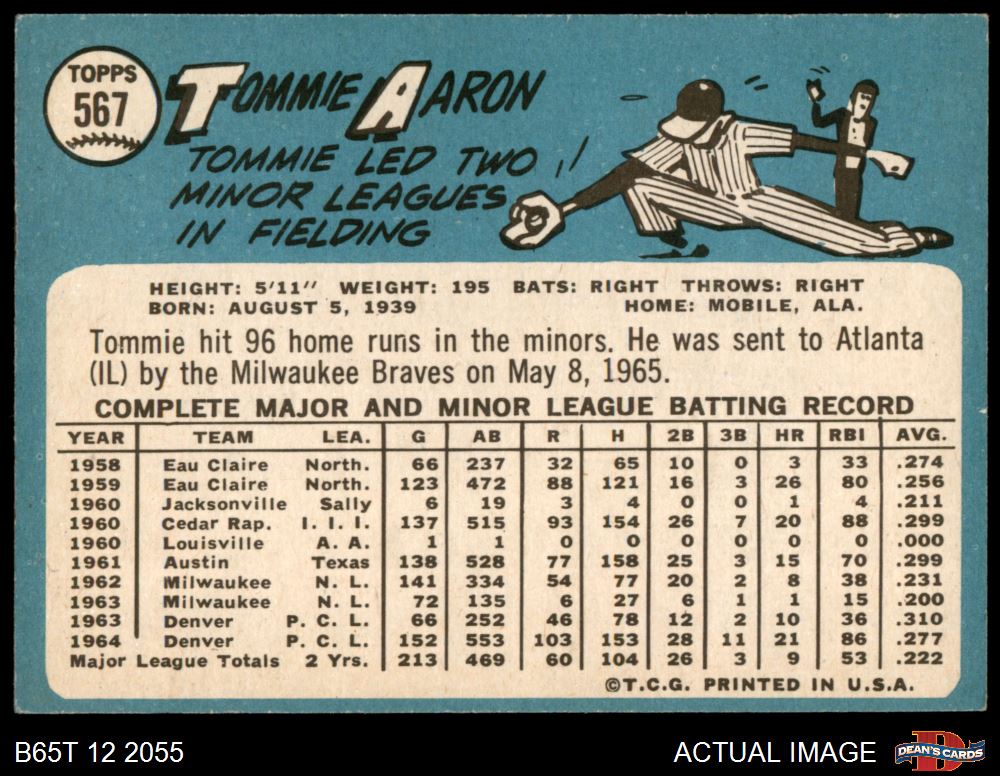 TOPPS
567
TOMMIE AARON
TOMMIE LED TWO
MINOR LEAGUES
IN FIELDING
HEIGHT: 5'11" WEIGHT: 195 BATS: RIGHT THROWS: RIGHT
BORN: AUGUST 5, 1939 HOME: MOBILE, ALA.
Tommie hit 96 home runs in the minors. He was sent to Atlanta
(IL) by the Milwaukee Braves on May 8, 1965.
COMPLETE MAJOR AND MINOR LEAGUE BATTING RECORD
YEAR TEAM LEA. G AB R H 2B 3B HR RBI AVG.
1958 Eau Claire North. 66 237 32 65 10 0 3 33 .274
1959 Eau Claire North. 123 472 88 121 16 3 26 80 .256
1960 Jacksonville Sally 6 19 3 4 0 0 1 4 .211
1960 Cedar Rap. I. I. I. 137 515 93 154 26 7 20 88 .299
1960 Louisville A. A. 1 1 0 0 0 0 0 0 .000
1961 Austin Texas 138 528 77 158 25 3 15 70 .299
1962 Milwaukee N. L. 141 334 54 77 20 2 8 38 .231
1963 Milwaukee N. L. 72 135 6 27 6 1 1 15 .200
1963 Denver P. C. L. 66 252 46 78 12 2 10 36 .310
1964 Denver P. C. L. 152 553 103 153 28 11 21 86 .277
Major League Totals 2 Yrs. 213 469 60 104 26 3 9 53 .222
©T.C.G. PRINTED IN U.S.A.
B65T 12 2055 ACTUAL IMAGE D DEAN'S CARDS